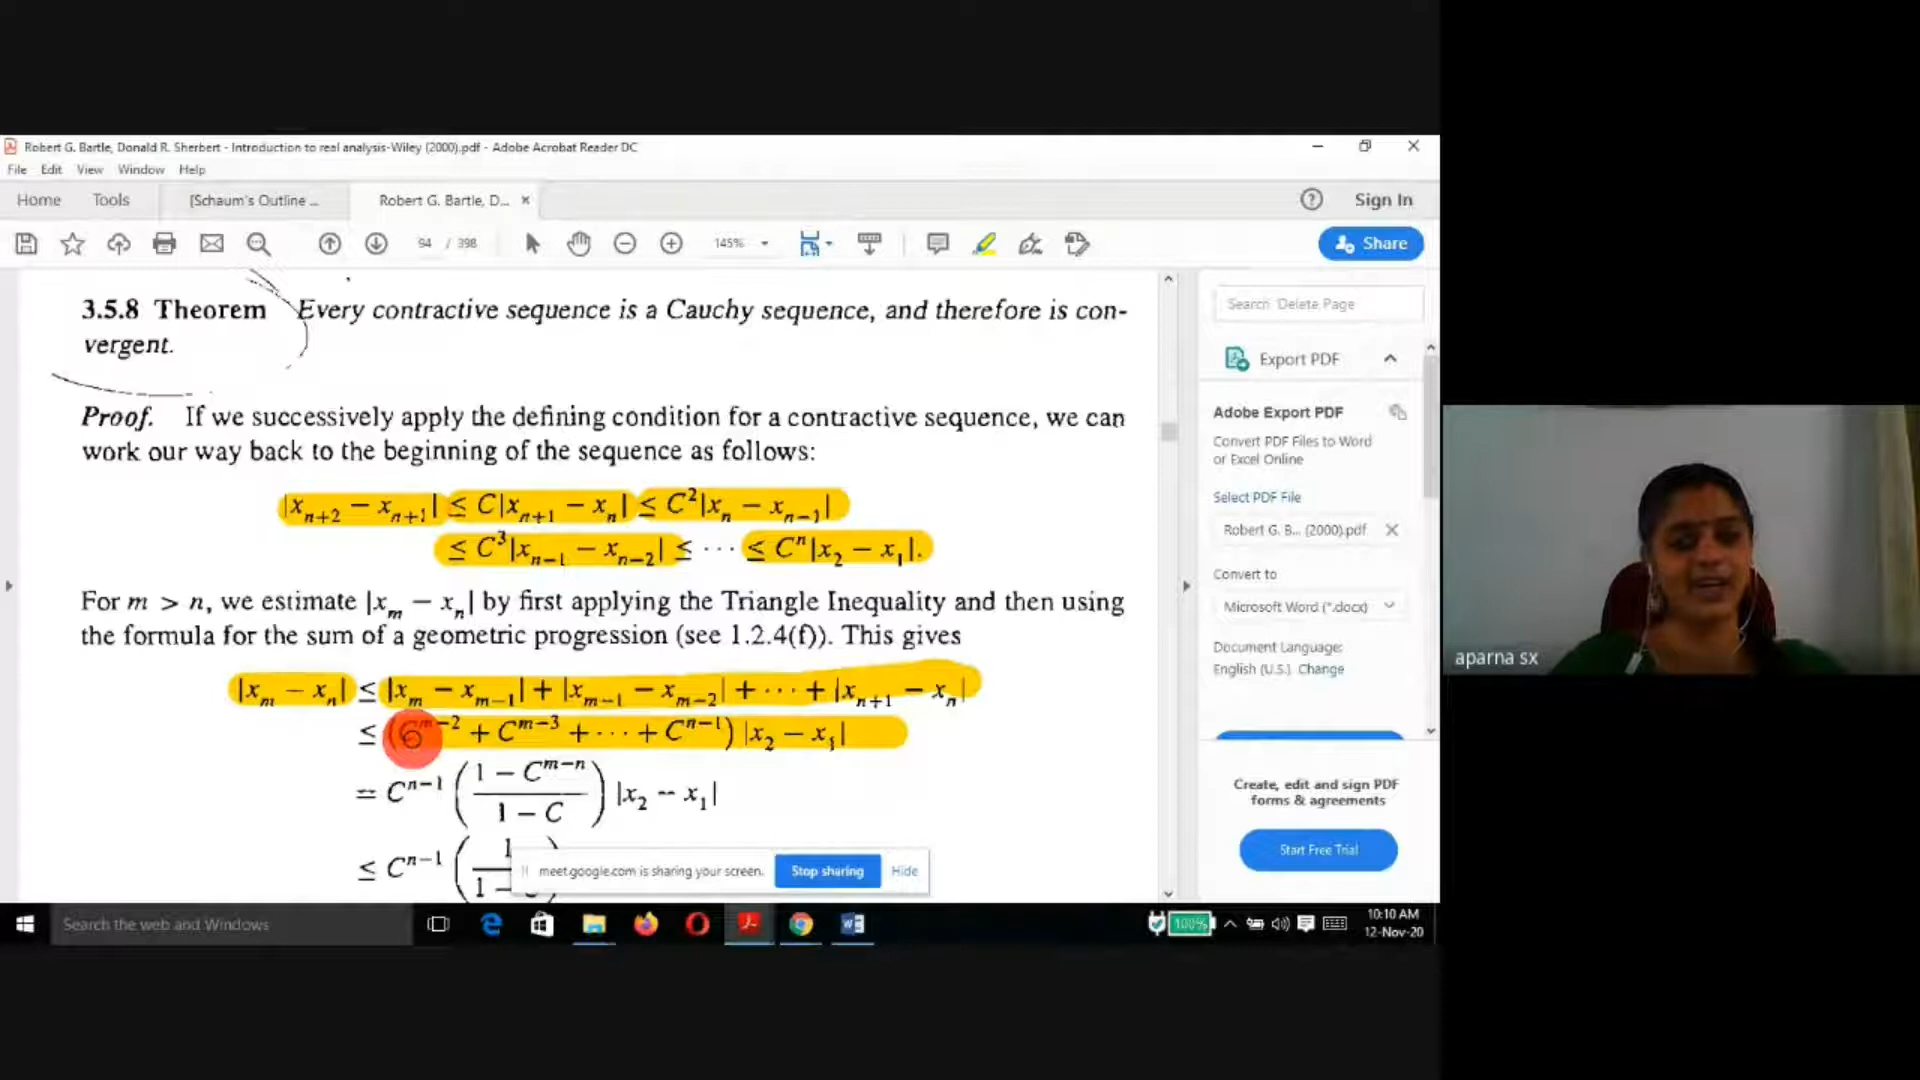 Robert G. Bartle, Donald R. Sherbert - Introduction to real analysis-Wiley (2000).pdf - Adobe Acrobat Reader DC
File Edit View Window Help
Home Tools [Schaum's Outline ... Robert G. Bartle, D... × Sign In
94 / 398 145% Share
3.5.8 Theorem Every contractive sequence is a Cauchy sequence, and therefore is con-
vergent.
Proof. If we successively apply the defining condition for a contractive sequence, we can
work our way back to the beginning of the sequence as follows:
|x_{n+2} − x_{n+1}| ≤ C|x_{n+1} − x_n| ≤ C²|x_n − x_{n−1}|
≤ C³|x_{n−1} − x_{n−2}| ≤ ··· ≤ Cⁿ|x_2 − x_1|.
For m > n, we estimate |x_m − x_n| by first applying the Triangle Inequality and then using
the formula for the sum of a geometric progression (see 1.2.4(f)). This gives
|x_m − x_n| ≤ |x_m − x_{m−1}| + |x_{m−1} − x_{m−2}| + ··· + |x_{n+1} − x_n|
≤ (C^{m−2} + C^{m−3} + ··· + C^{n−1}) |x_2 − x_1|
= C^{n−1} ((1 − C^{m−n}) / (1 − C)) |x_2 − x_1|
≤ C^{n−1} (1 / 1 −
Search 'Delete Page'
Export PDF
Adobe Export PDF
Convert PDF Files to Word
or Excel Online
Select PDF File
Robert G. B... (2000).pdf ×
Convert to
Microsoft Word (*.docx)
Document Language:
English (U.S.) Change
Create, edit and sign PDF
forms & agreements
Start Free Trial
meet.google.com is sharing your screen. Stop sharing Hide
Search the web and Windows
100%
10:10 AM
12-Nov-20
aparna sx